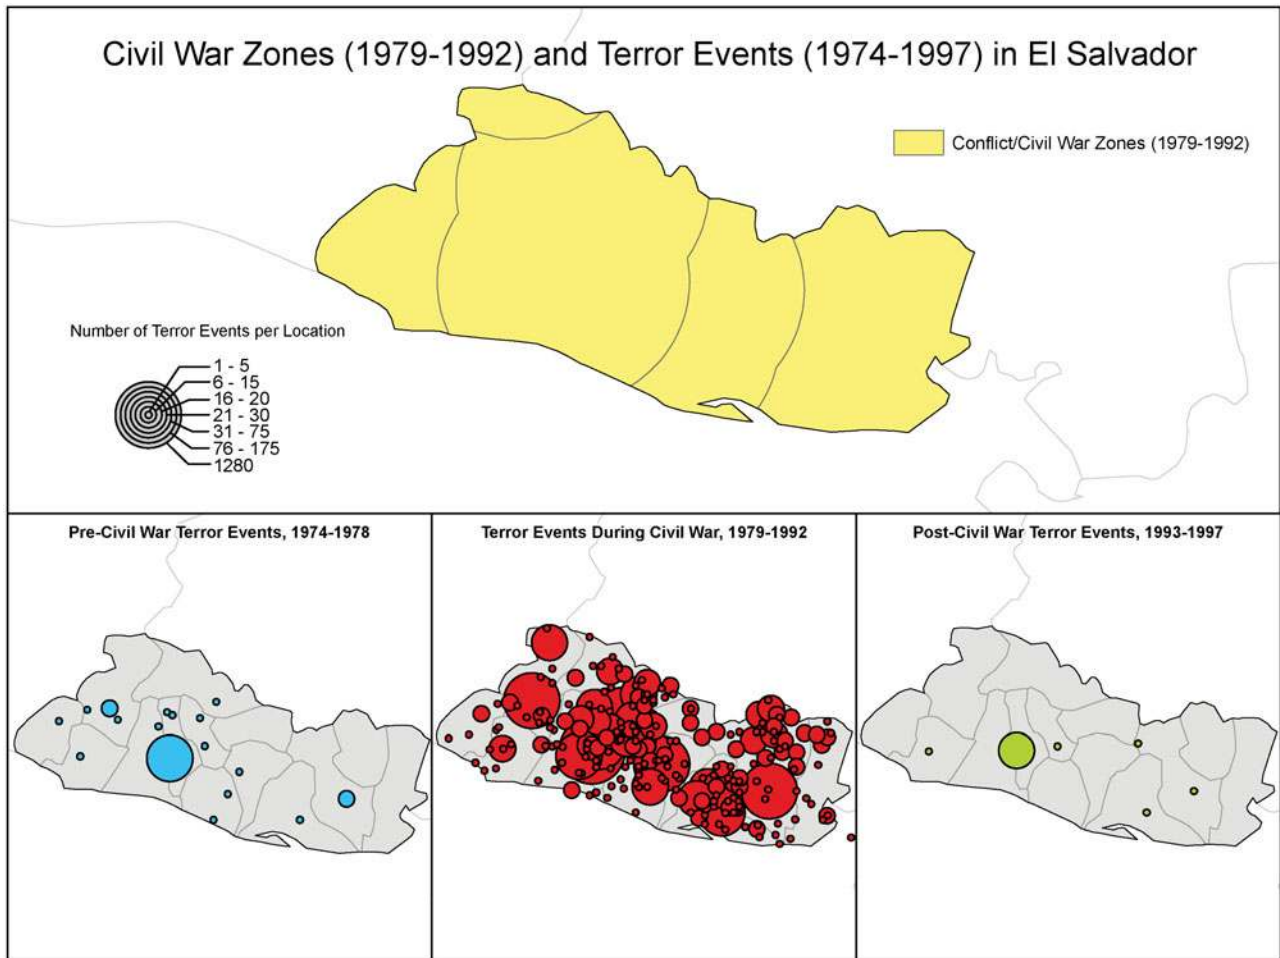 Civil War Zones (1979-1992) and Terror Events (1974-1997) in El Salvador
Conflict/Civil War Zones (1979-1992)
Number of Terror Events per Location
1 - 5
6 - 15
16 - 20
21 - 30
31 - 75
76 - 175
1280
Pre-Civil War Terror Events, 1974-1978
Terror Events During Civil War, 1979-1992
Post-Civil War Terror Events, 1993-1997